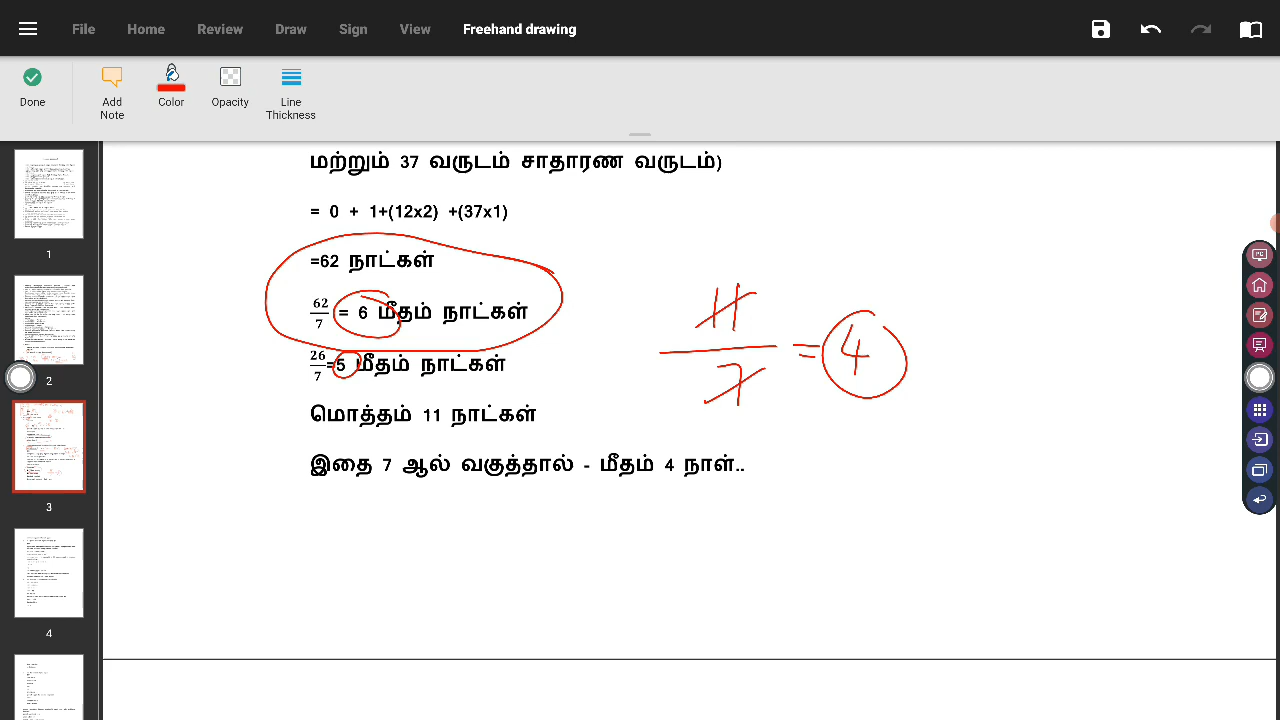 File Home Review Draw Sign View Freehand drawing
Done Add Note Color Opacity Line Thickness
மற்றும் 37 வருடம் சாதாரண வருடம்)
= 0 + 1+(12x2) +(37x1)
=62 நாட்கள்
62/7 = 6 மீதம் நாட்கள்
26/7=5 மீதம் நாட்கள்
மொத்தம் 11 நாட்கள்
இதை 7 ஆல் வகுத்தால் - மீதம் 4 நாள்..
11/7 = 4
1
2
3
4